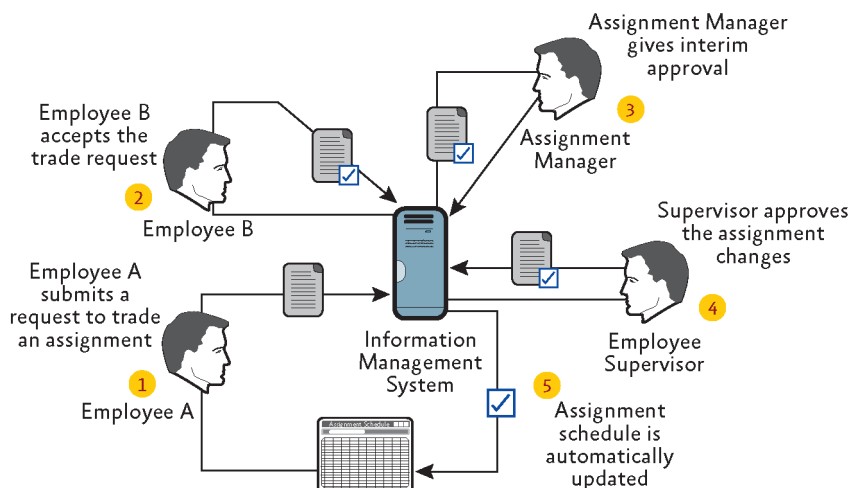 Assignment Manager
gives interim
approval
3
Assignment
Manager
Employee B
accepts the
trade request
2
Employee B
Supervisor approves
the assignment
changes
4
Employee
Supervisor
Employee A
submits a
request to trade
an assignment
1
Employee A
Information
Management
System
5
Assignment
schedule is
automatically
updated
Assignment Schedule